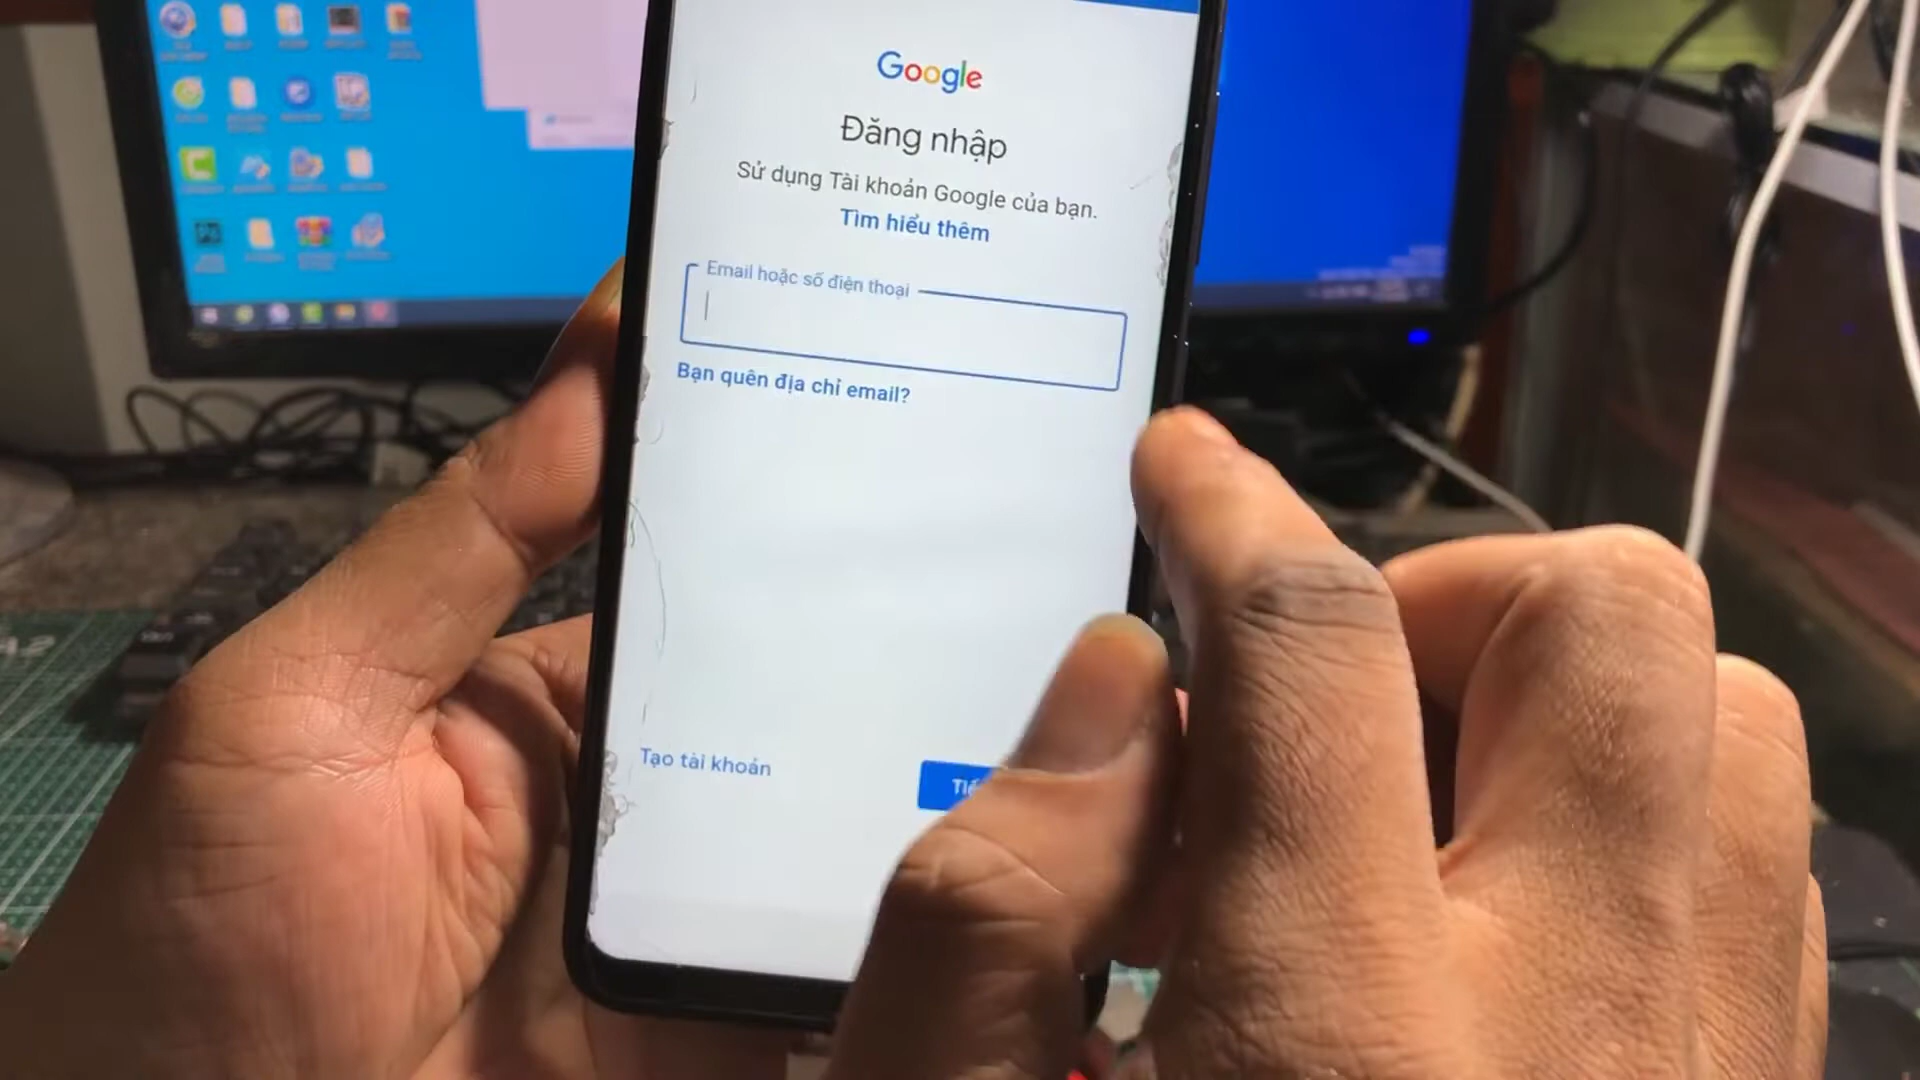 Google
Đăng nhập
Sử dụng Tài khoản Google của bạn.
Tìm hiểu thêm
Email hoặc số điện thoại
Bạn quên địa chỉ email?
Tạo tài khoản